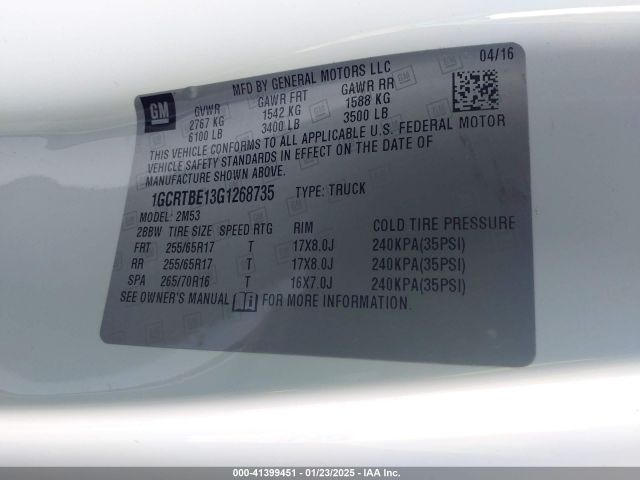 MFD BY GENERAL MOTORS LLC 04/16
GM GVWR GAWR FRT GAWR RR
2767 KG 1542 KG 1588 KG
6100 LB 3400 LB 3500 LB
THIS VEHICLE CONFORMS TO ALL APPLICABLE U.S. FEDERAL MOTOR
VEHICLE SAFETY STANDARDS IN EFFECT ON THE DATE OF
MANUFACTURE SHOWN ABOVE.
1GCRTBE13G1268735 TYPE: TRUCK
MODEL: 2M53
2BBW TIRE SIZE SPEED RTG RIM COLD TIRE PRESSURE
FRT 255/65R17 T 17X8.0J 240KPA(35PSI)
RR 255/65R17 T 17X8.0J 240KPA(35PSI)
SPA 265/70R16 T 16X7.0J 240KPA(35PSI)
SEE OWNER'S MANUAL FOR MORE INFORMATION.
000-41399451 - 01/23/2025 - IAA Inc.